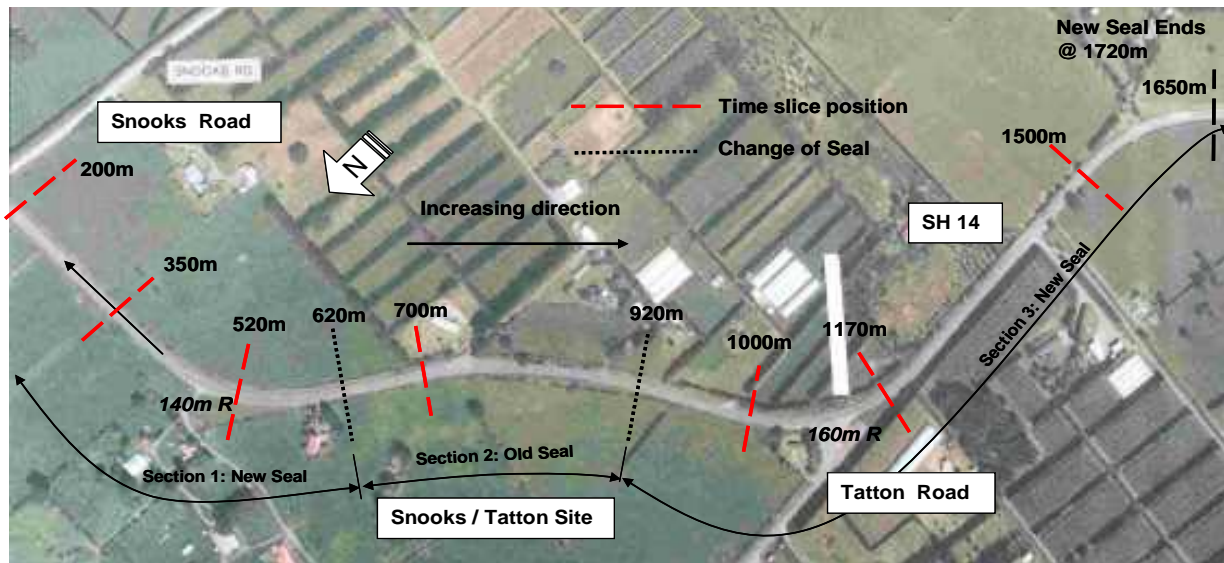 New Seal Ends
@ 1720m
1650m
SNOOKE RD
Snooks Road
Time slice position
1500m
200m
N
Change of Seal
Increasing direction
SH 14
350m
520m
620m
700m
920m
1000m
1170m
140m R
160m R
Section 1: New Seal
Section 2: Old Seal
Section 3: New Seal
Snooks / Tatton Site
Tatton Road